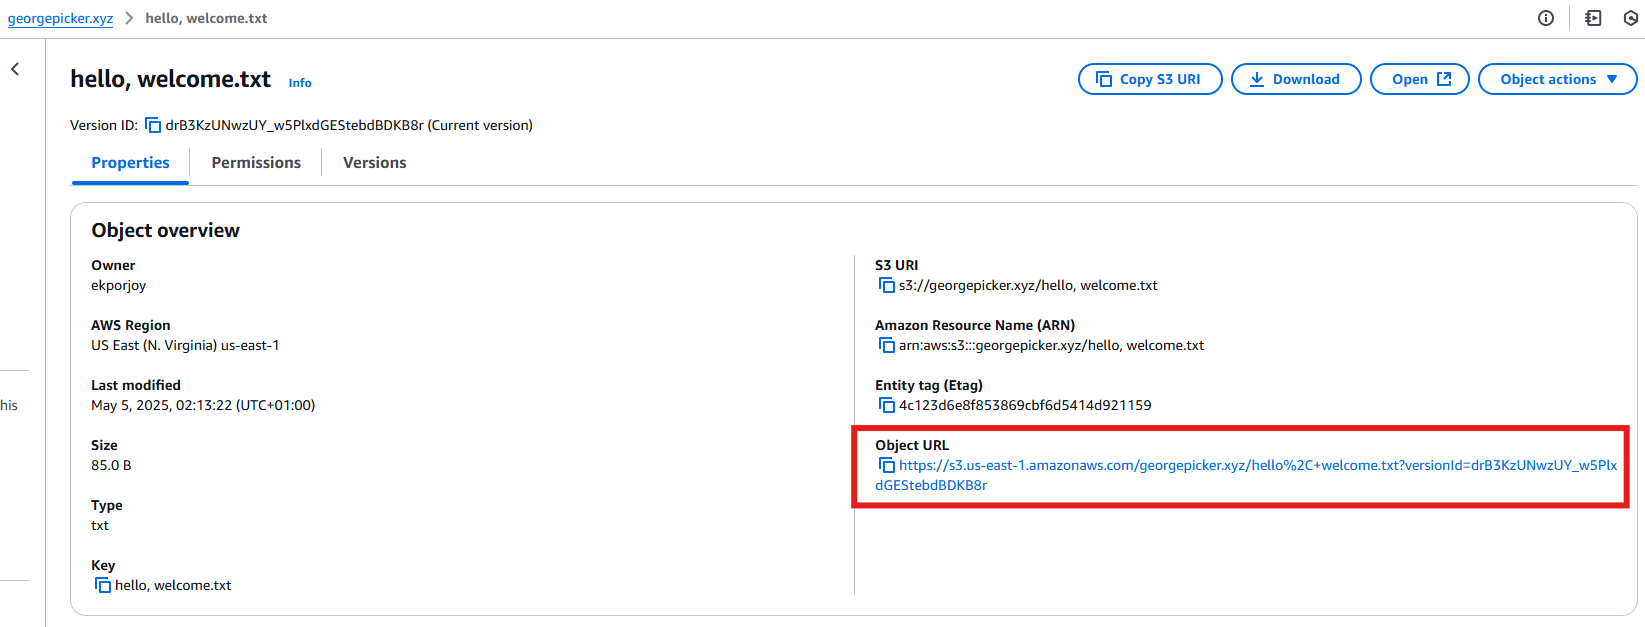 georgepicker.xyz > hello, welcome.txt
hello, welcome.txt Info
Copy S3 URI Download Open Object actions
Version ID: drB3KzUNwzUY_w5PlxdGEStebdBDKB8r (Current version)
Properties Permissions Versions
Object overview
Owner
ekporjoy
AWS Region
US East (N. Virginia) us-east-1
Last modified
May 5, 2025, 02:13:22 (UTC+01:00)
Size
85.0 B
Type
txt
Key
hello, welcome.txt
S3 URI
s3://georgepicker.xyz/hello, welcome.txt
Amazon Resource Name (ARN)
arn:aws:s3:::georgepicker.xyz/hello, welcome.txt
Entity tag (Etag)
4c123d6e8f853869cbf6d5414d921159
Object URL
https://s3.us-east-1.amazonaws.com/georgepicker.xyz/hello%2C+welcome.txt?versionId=drB3KzUNwzUY_w5Plx
dGEStebdBDKB8r
his